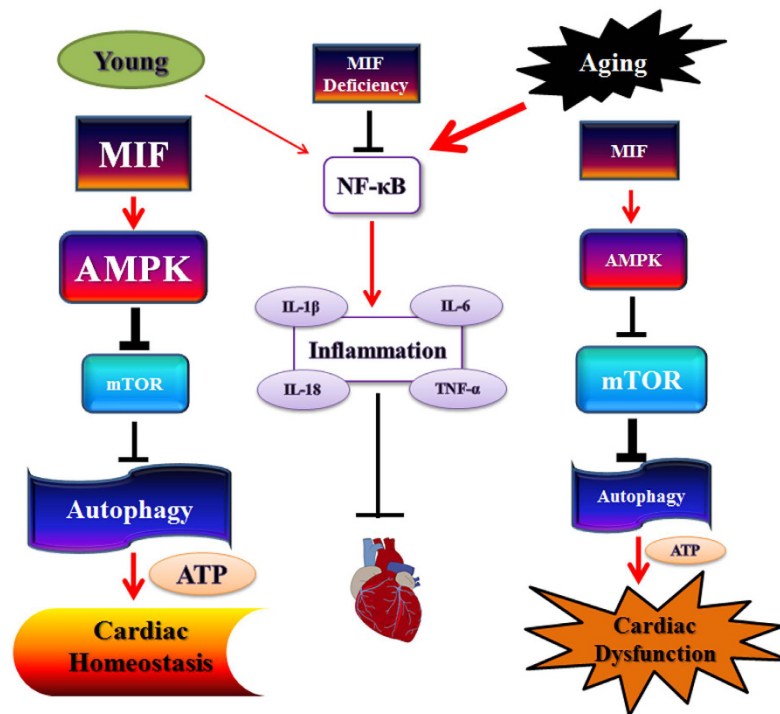 Young
MIF
AMPK
mTOR
Autophagy
ATP
Cardiac
Homeostasis
MIF
Deficiency
NF-κB
IL-1β
IL-6
Inflammation
IL-18
TNF-α
Aging
MIF
AMPK
mTOR
Autophagy
ATP
Cardiac
Dysfunction